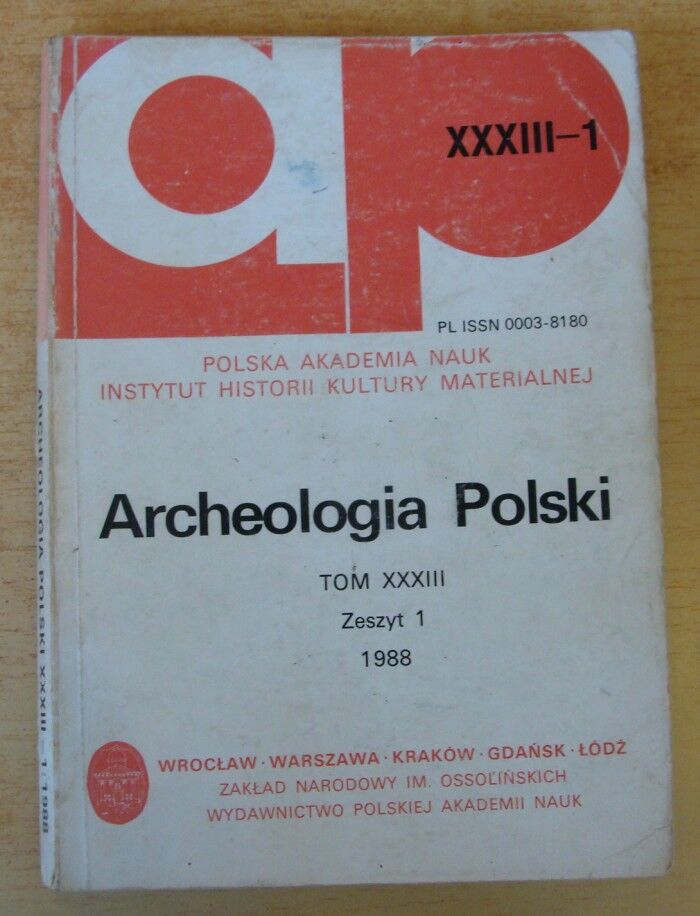 ap
XXXIII-1
PL ISSN 0003-8180
POLSKA AKADEMIA NAUK
INSTYTUT HISTORII KULTURY MATERIALNEJ
Archeologia Polski
TOM XXXIII
Zeszyt 1
1988
WROCŁAW · WARSZAWA · KRAKÓW · GDAŃSK · ŁÓDŹ
ZAKŁAD NARODOWY IM. OSSOLIŃSKICH
WYDAWNICTWO POLSKIEJ AKADEMII NAUK
ARCHEOLOGIA POLSKI XXXIII – 1: 1988